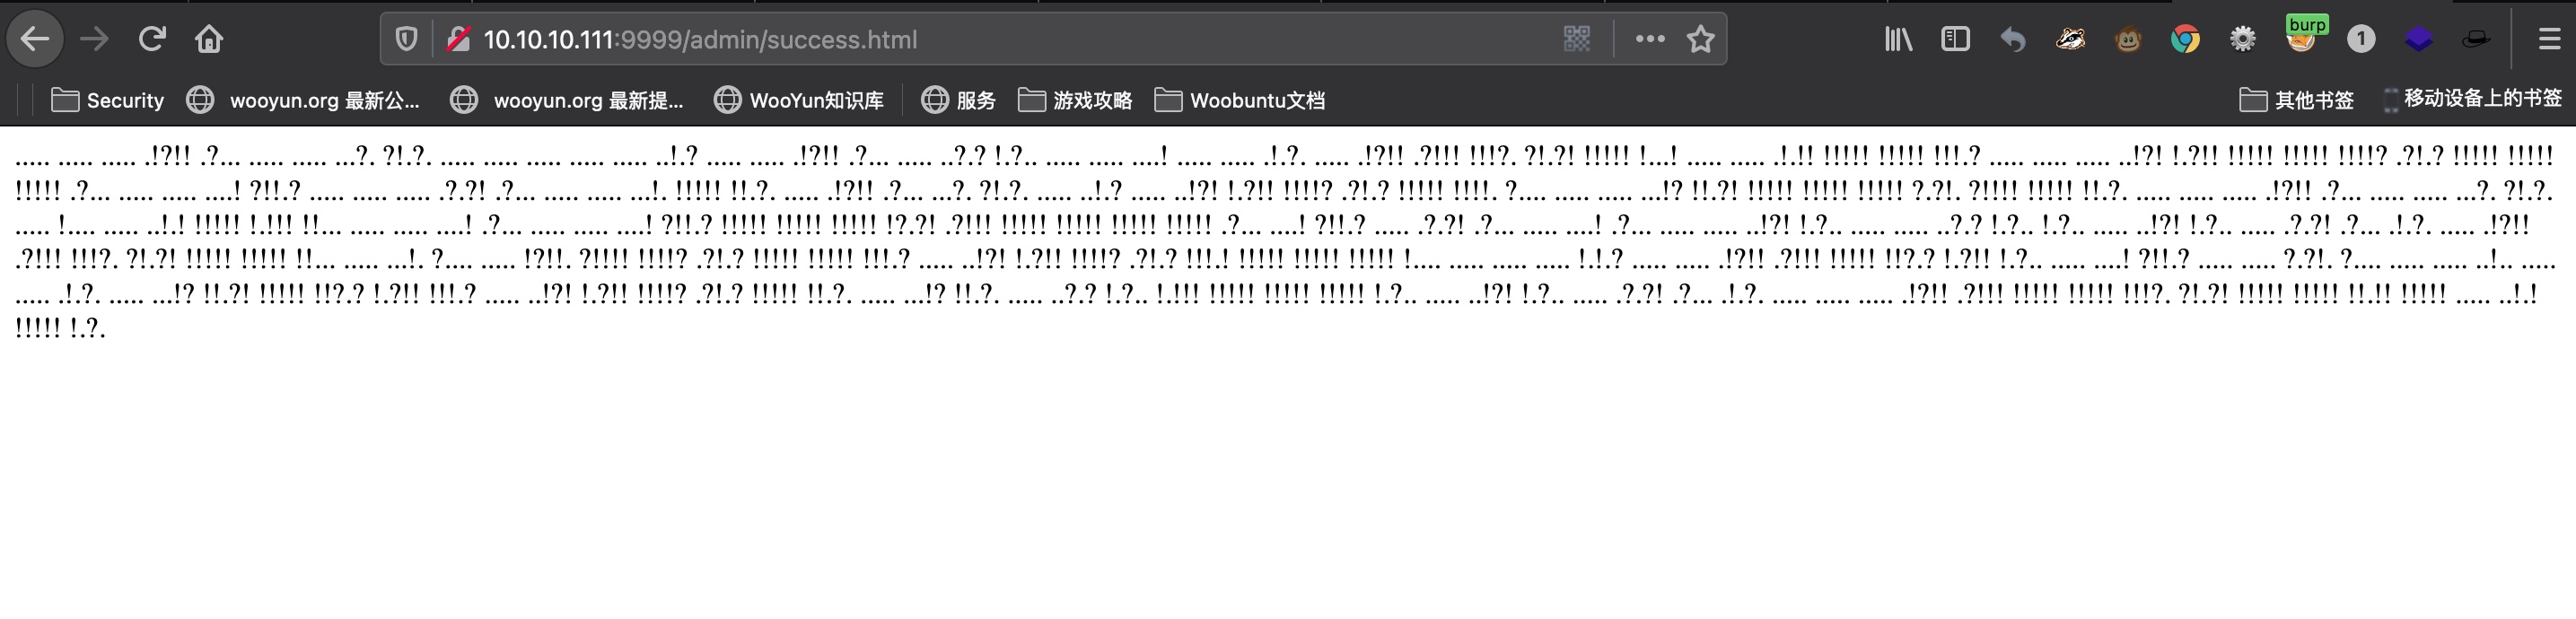 10.10.10.111:9999/admin/success.html
burp
1
Security wooyun.org 最新公... wooyun.org 最新提... WooYun知识库 服务 游戏攻略 Woobuntu文档 其他书签 移动设备上的书签
..... ..... ..... .!?!! .?... ..... ..... ...?. ?!.?. ..... ..... ..... ..... ..... ..!.? ..... ..... .!?!! .?... ..... ..?.? !.?.. ..... ..... ....! ..... ..... .!.?. ..... .!?!! .?!!! !!!?. ?!.?! !!!!! !...! ..... ..... .!.!! !!!!! !!!!! !!!.? ..... ..... ..... ..!?! !.?!! !!!!! !!!!! !!!!? .?!.? !!!!! !!!!!
!!!!! .?... ..... ..... ....! ?!!.? ..... ..... ..... .?.?! .?... ..... ..... ...!. !!!!! !!.?. ..... .!?!! .?... ...?. ?!.?. ..... ..!.? ..... ..!?! !.?!! !!!!? .?!.? !!!!! !!!!. ?.... ..... ..... ...!? !!.?! !!!!! !!!!! !!!!! ?.?!. ?!!!!! !!!!! !!.?. ..... ..... ..... .!?!! .?... ..... ..... ...?. ?!.?.
..... !.... ..... ..!.! !!!!! !.!!! !!... ..... ..... ....! .?... ..... ..... ....! ?!!.? !!!!! !!!!! !!!!! !?.?! .?!!! !!!!! !!!!! !!!!! !!!!! .?... ....! ?!!.? ..... .?.?! .?... ..... ....! .?... ..... ..... ..!?! !.?.. ..... ..... ..?.? !.?.. !.?.. ..... ..!?! !.?.. ..... .?.?! .?... .!.?. ..... .!?!!
.?!!! !!!?. ?!.?! !!!!! !!!!! !!... ..... ...!. ?.... ..... !?!!. ?!!!!! !!!!? .?!.? !!!!! !!!!! !!!.? ..... ..!?! !.?!! !!!!? .?!.? !!!.! !!!!! !!!!! !!!!! !.... ..... ..... ..... !.!.? ..... ..... .!?!! .?!!! !!!!! !!?.? !.?!! !.?.. ..... ....! ?!!.? ..... ..... ?.?!. ?.... ..... ..... ..!.. .....
..... .!.?. ..... ...!? !!.?! !!!!! !!?.? !.?!! !!!.? ..... ..!?! !.?!! !!!!? .?!.? !!!!! !!.?. ..... ...!? !!.?. ..... ..?.? !.?.. !.!!! !!!!! !!!!! !!!!! !.?.. ..... ..!?! !.?.. ..... .?.?! .?... .!.?. ..... ..... ..... .!?!! .?!!! !!!!! !!!!! !!!?. ?!.?! !!!!! !!!!! !!.!! !!!!! ..... ..!.!
!!!!! !.?.